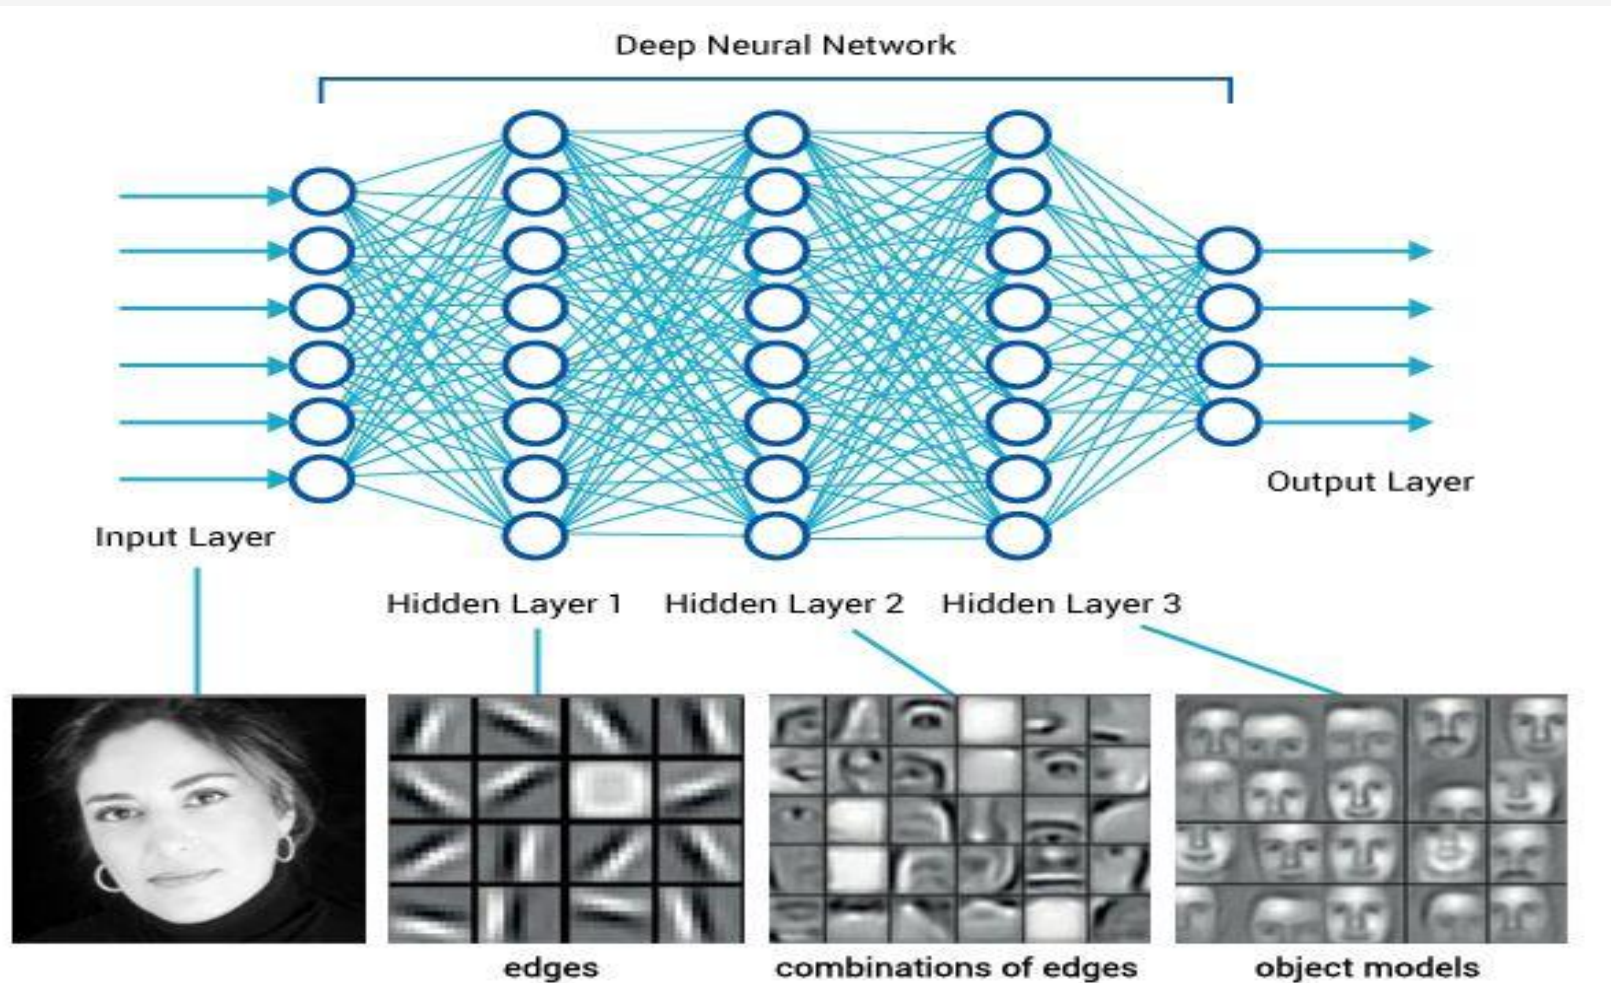 Deep Neural Network
Output Layer
Input Layer
Hidden Layer 1
Hidden Layer 2
Hidden Layer 3
edges
combinations of edges
object models